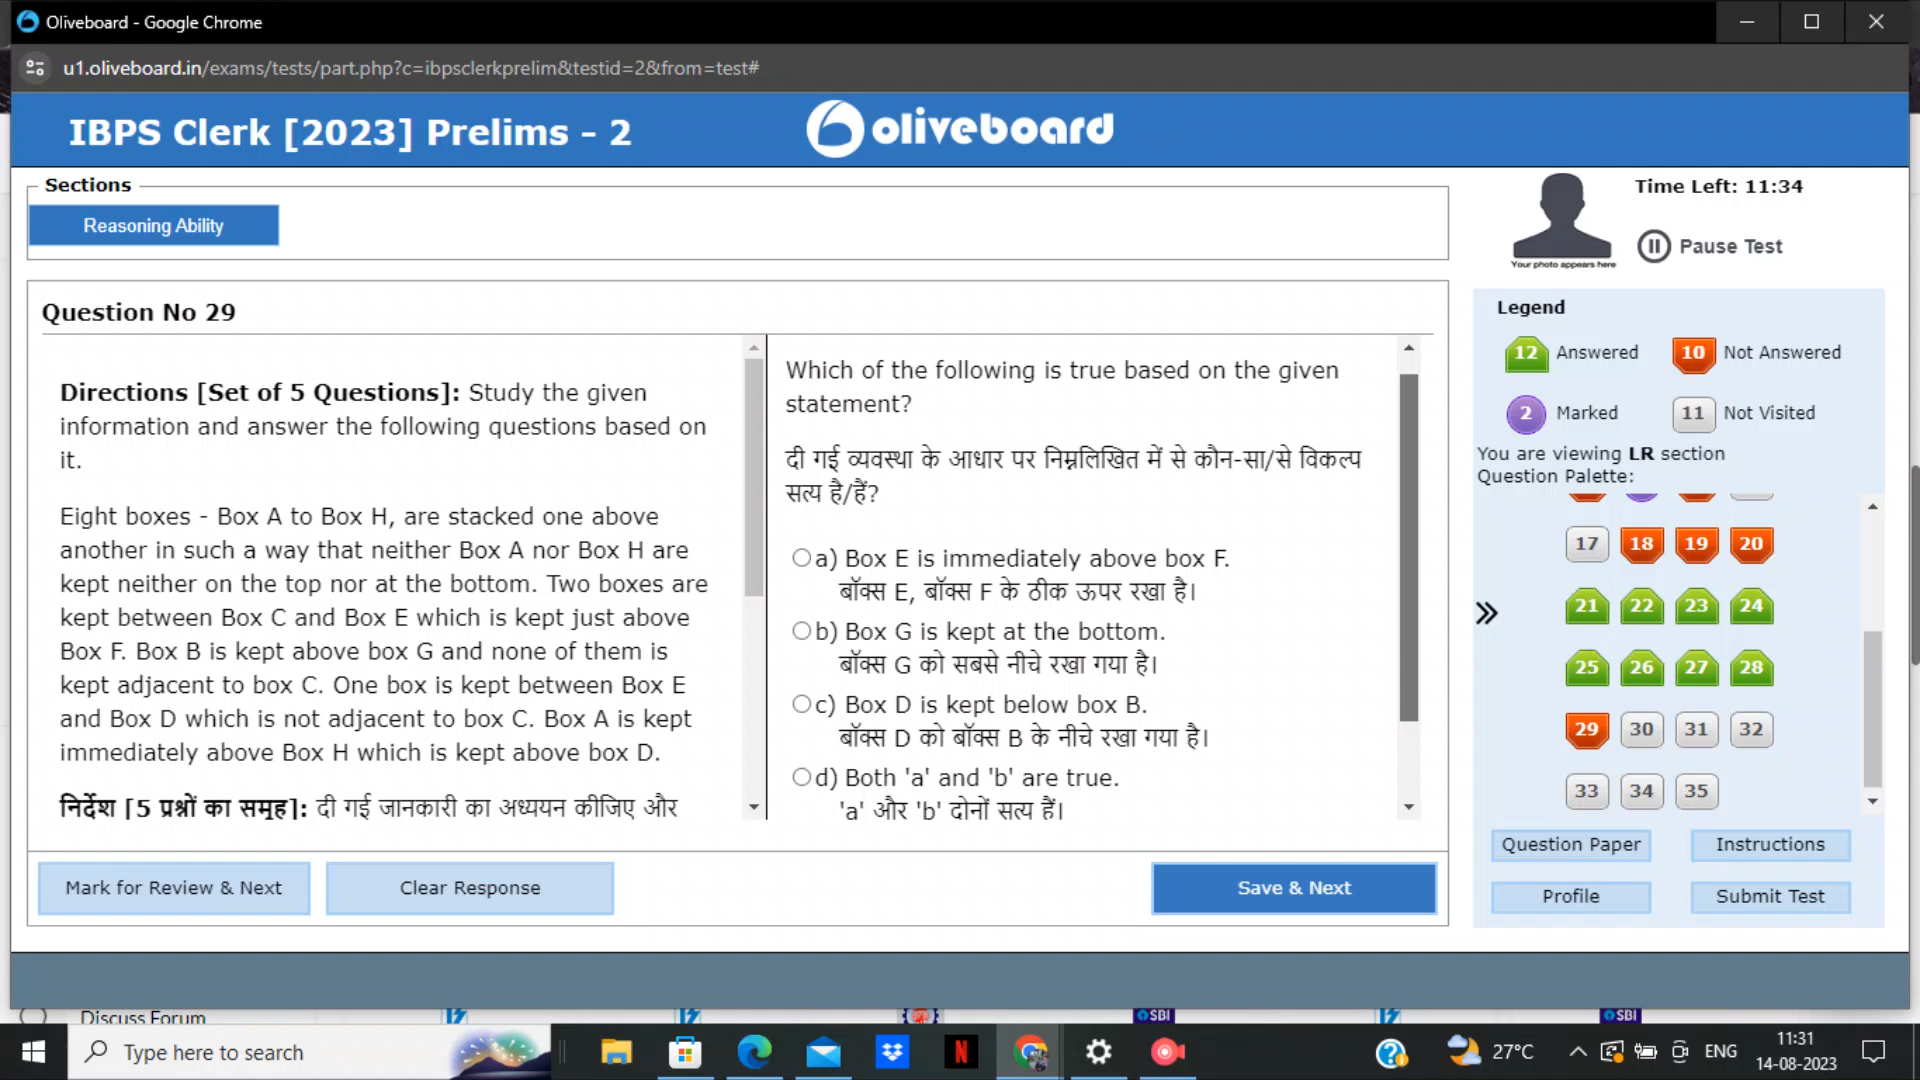 Oliveboard - Google Chrome
u1.oliveboard.in/exams/tests/part.php?c=ibpsclerkprelim&testid=2&from=test#
IBPS Clerk [2023] Prelims - 2
oliveboard
Sections
Reasoning Ability
Your photo appears here
Time Left: 11:34
Pause Test
Question No 29
Directions [Set of 5 Questions]: Study the given
information and answer the following questions based on
it.
Eight boxes - Box A to Box H, are stacked one above
another in such a way that neither Box A nor Box H are
kept neither on the top nor at the bottom. Two boxes are
kept between Box C and Box E which is kept just above
Box F. Box B is kept above box G and none of them is
kept adjacent to box C. One box is kept between Box E
and Box D which is not adjacent to box C. Box A is kept
immediately above Box H which is kept above box D.
निर्देश [5 प्रश्नों का समूह]: दी गई जानकारी का अध्ययन कीजिए और
Which of the following is true based on the given
statement?
दी गई व्यवस्था के आधार पर निम्नलिखित में से कौन-सा/से विकल्प
सत्य है/हैं?
a) Box E is immediately above box F.
बॉक्स E, बॉक्स F के ठीक ऊपर रखा है।
b) Box G is kept at the bottom.
बॉक्स G को सबसे नीचे रखा गया है।
c) Box D is kept below box B.
बॉक्स D को बॉक्स B के नीचे रखा गया है।
d) Both 'a' and 'b' are true.
'a' और 'b' दोनों सत्य हैं।
Mark for Review & Next
Clear Response
Save & Next
Legend
12 Answered
10 Not Answered
2 Marked
11 Not Visited
You are viewing LR section
Question Palette:
17 18 19 20
21 22 23 24
25 26 27 28
29 30 31 32
33 34 35
Question Paper
Instructions
Profile
Submit Test
Discuss Forum
SBI
SBI
Type here to search
27°C
ENG
11:31
14-08-2023